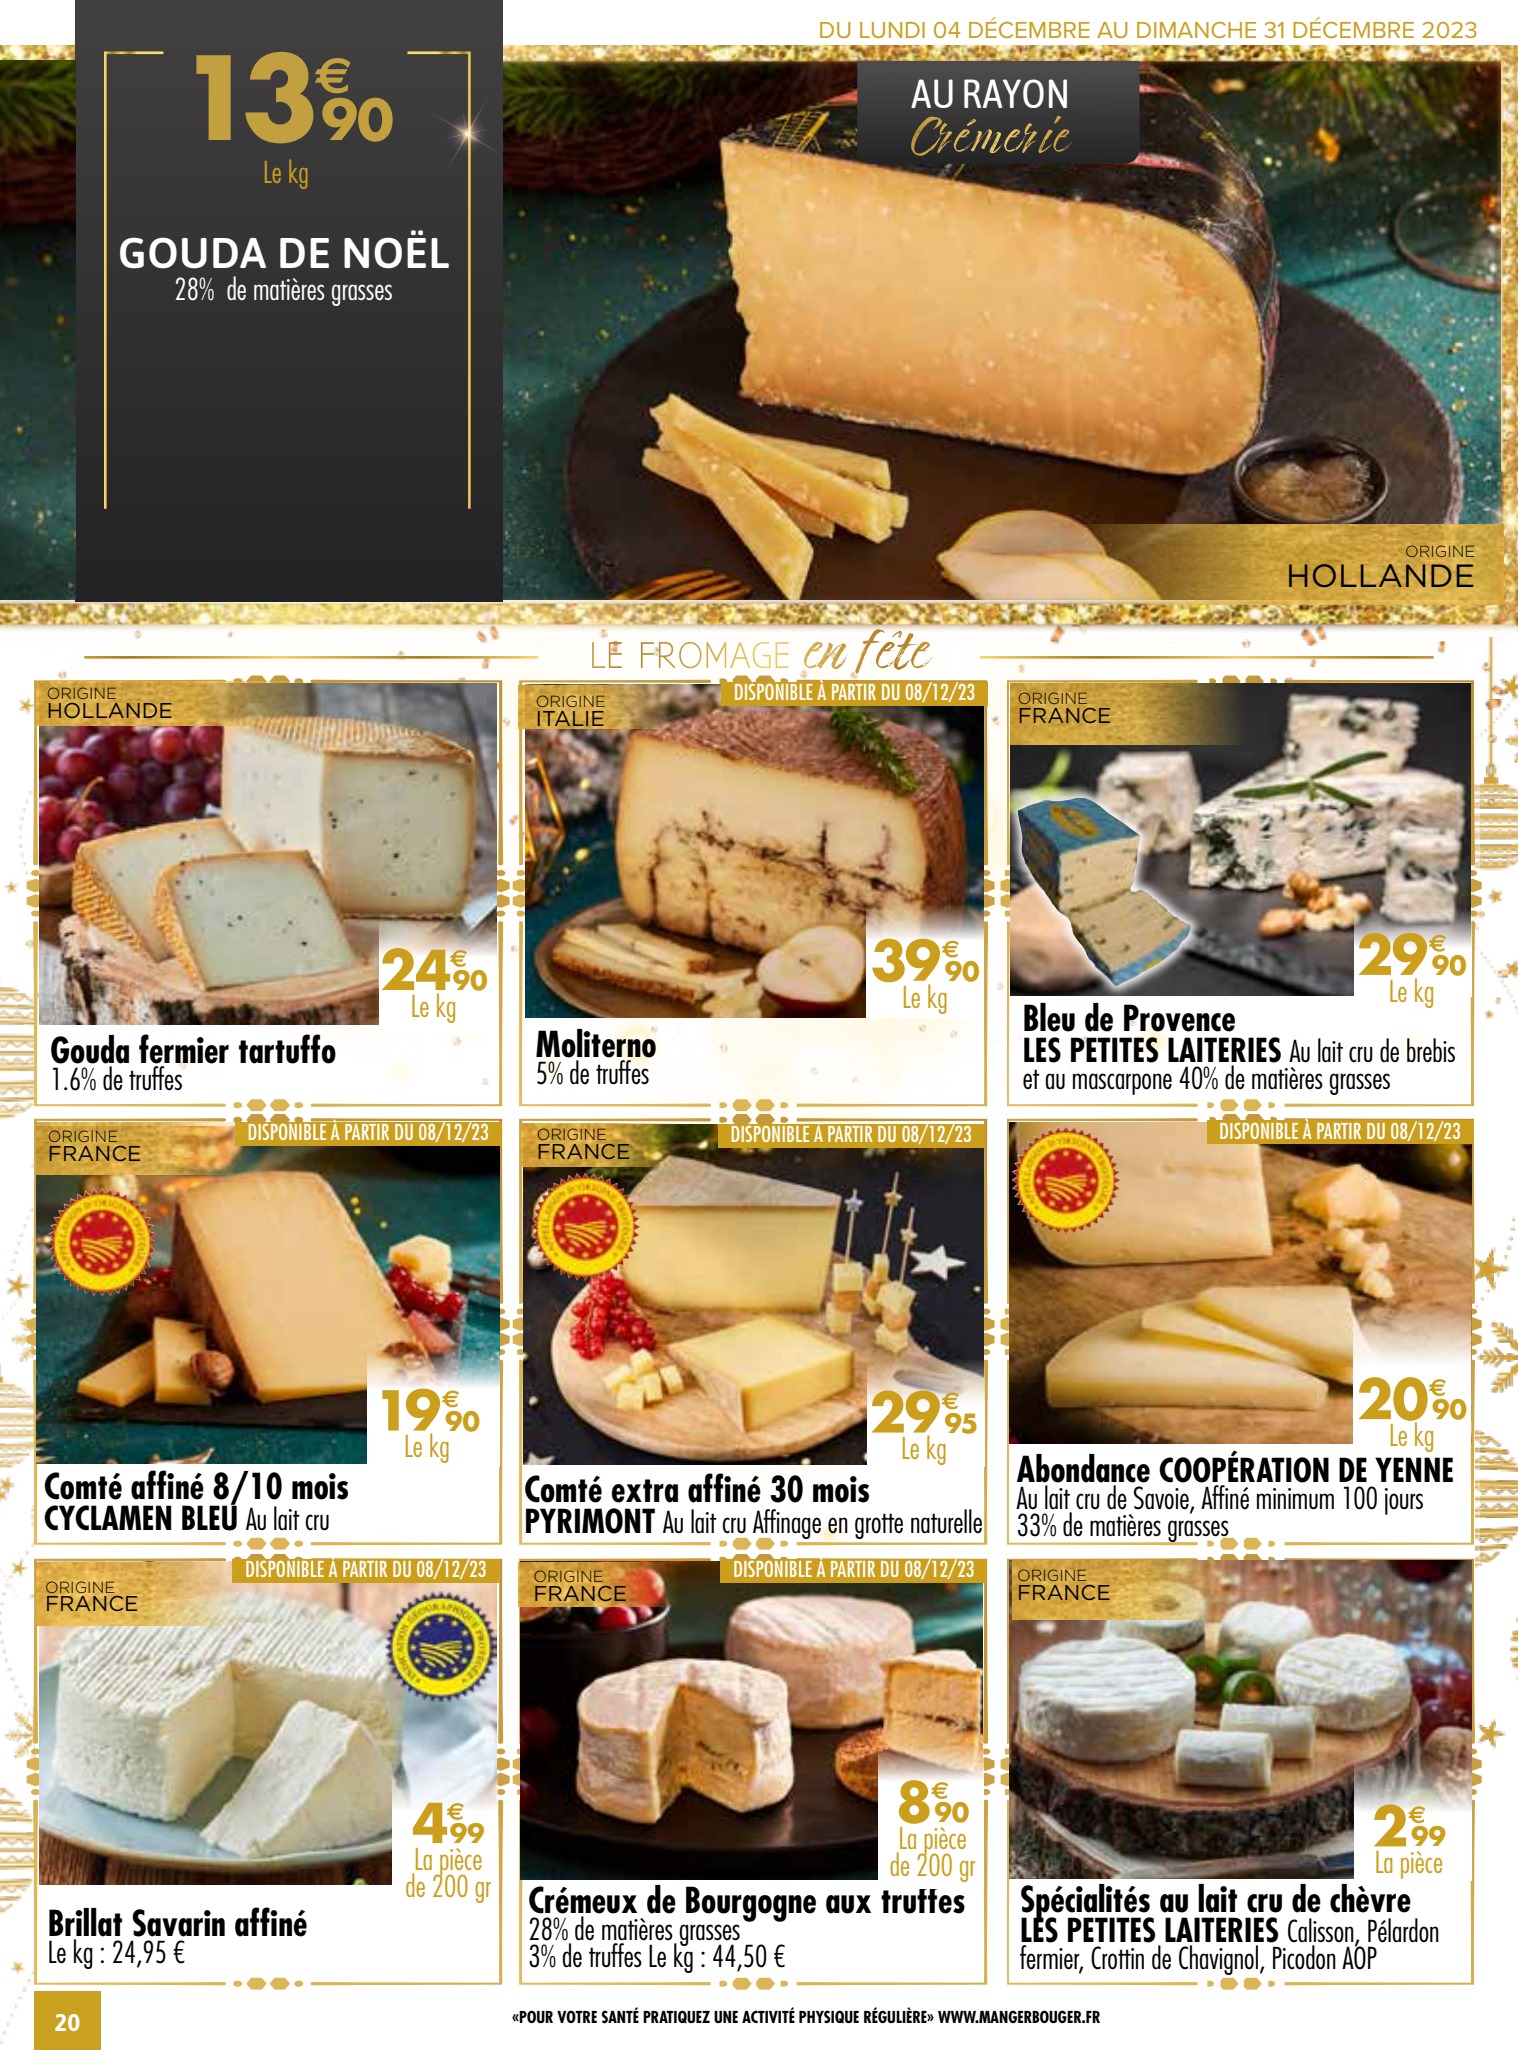 DU LUNDI 04 DÉCEMBRE AU DIMANCHE 31 DÉCEMBRE 2023
13€90
Le kg
GOUDA DE NOËL
28% de matières grasses
AU RAYON
Crémerie
ORIGINE
HOLLANDE
LE FROMAGE en fête
ORIGINE
HOLLANDE
24€90
Le kg
Gouda fermier tartuffo
1.6% de truffes
DISPONIBLE À PARTIR DU 08/12/23
ORIGINE
ITALIE
39€90
Le kg
Moliterno
5% de truffes
ORIGINE
FRANCE
29€90
Le kg
Bleu de Provence
LES PETITES LAITERIES Au lait cru de brebis
et au mascarpone 40% de matières grasses
DISPONIBLE À PARTIR DU 08/12/23
ORIGINE
FRANCE
19€90
Le kg
Comté affiné 8/10 mois
CYCLAMEN BLEU Au lait cru
DISPONIBLE À PARTIR DU 08/12/23
ORIGINE
FRANCE
29€95
Le kg
Comté extra affiné 30 mois
PYRIMONT Au lait cru Affinage en grotte naturelle
DISPONIBLE À PARTIR DU 08/12/23
20€90
Le kg
Abondance COOPÉRATION DE YENNE
Au lait cru de Savoie, Affiné minimum 100 jours
33% de matières grasses
DISPONIBLE À PARTIR DU 08/12/23
ORIGINE
FRANCE
4€99
La pièce
de 200 gr
Brillat Savarin affiné
Le kg : 24,95 €
DISPONIBLE À PARTIR DU 08/12/23
ORIGINE
FRANCE
8€90
La pièce
de 200 gr
Crémeux de Bourgogne aux truffes
28% de matières grasses
3% de truffes Le kg : 44,50 €
ORIGINE
FRANCE
2€99
La pièce
Spécialités au lait cru de chèvre
LES PETITES LAITERIES Calisson, Pélardon
fermier, Crottin de Chavignol, Picodon AOP
20
«POUR VOTRE SANTÉ PRATIQUEZ UNE ACTIVITÉ PHYSIQUE RÉGULIÈRE» WWW.MANGERBOUGER.FR